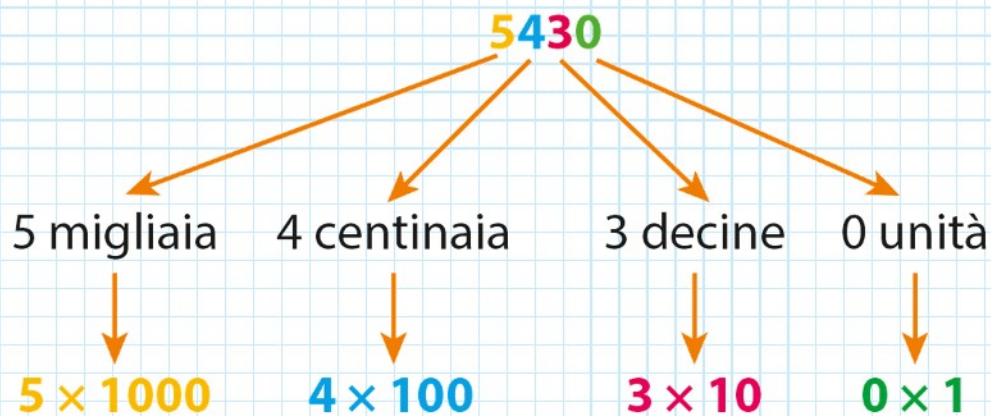 5430
5 migliaia 4 centinaia 3 decine 0 unità
5 × 1000 4 × 100 3 × 10 0 × 1